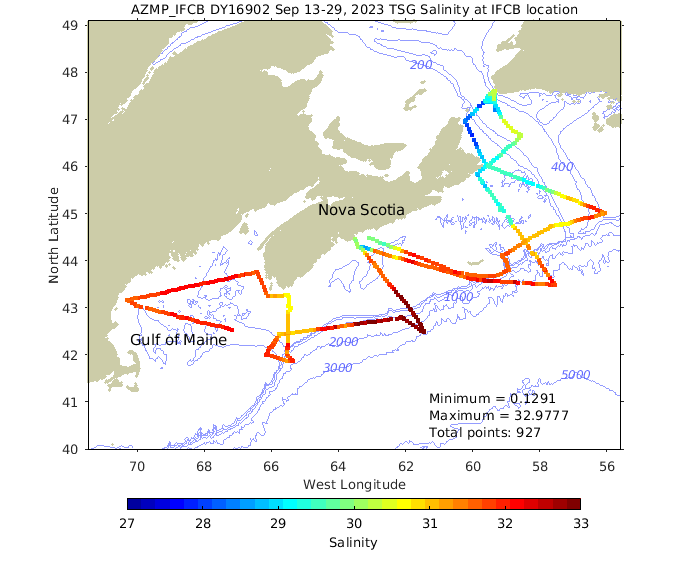 AZMP_IFCB DY16902 Sep 13-29, 2023 TSG Salinity at IFCB location
49
48
47
46
45
44
43
42
41
40
North Latitude
200
400
Nova Scotia
1000
Gulf of Maine
2000
3000
5000
Minimum = 0.1291
Maximum = 32.9777
Total points: 927
70 68 66 64 62 60 58 56
West Longitude
27 28 29 30 31 32 33
Salinity